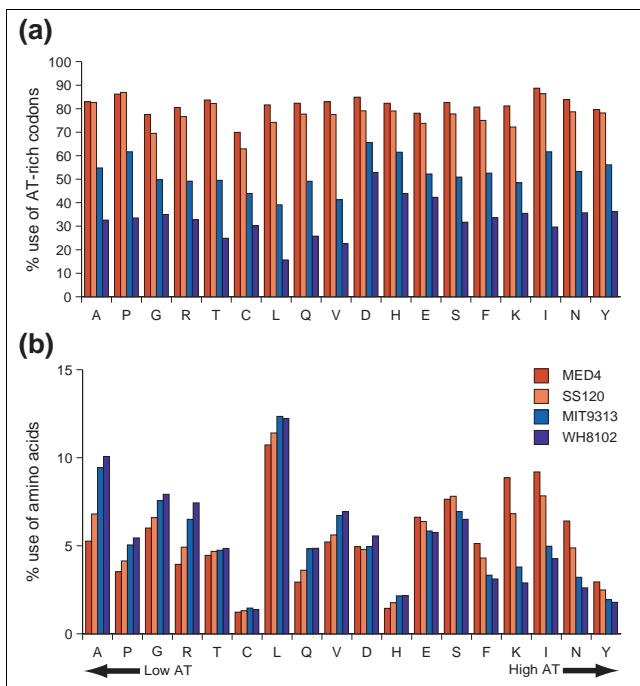 (a)
% use of AT-rich codons
100
90
80
70
60
50
40
30
20
10
0
A P G R T C L Q V D H E S F K I N Y
(b)
% use of amino acids
15
10
5
0
MED4
SS120
MIT9313
WH8102
A P G R T C L Q V D H E S F K I N Y
Low AT High AT